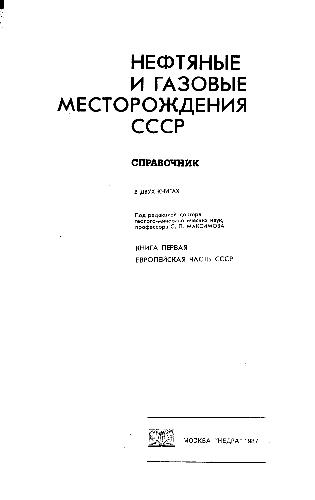 НЕФТЯНЫЕ
И ГАЗОВЫЕ
МЕСТОРОЖДЕНИЯ
СССР
СПРАВОЧНИК
В ДВУХ КНИГАХ
Под редакцией доктора
геолого-минералогических наук,
профессора С. П. МАКСИМОВА
КНИГА ПЕРВАЯ
ЕВРОПЕЙСКАЯ ЧАСТЬ СССР
МОСКВА "НЕДРА" 1987